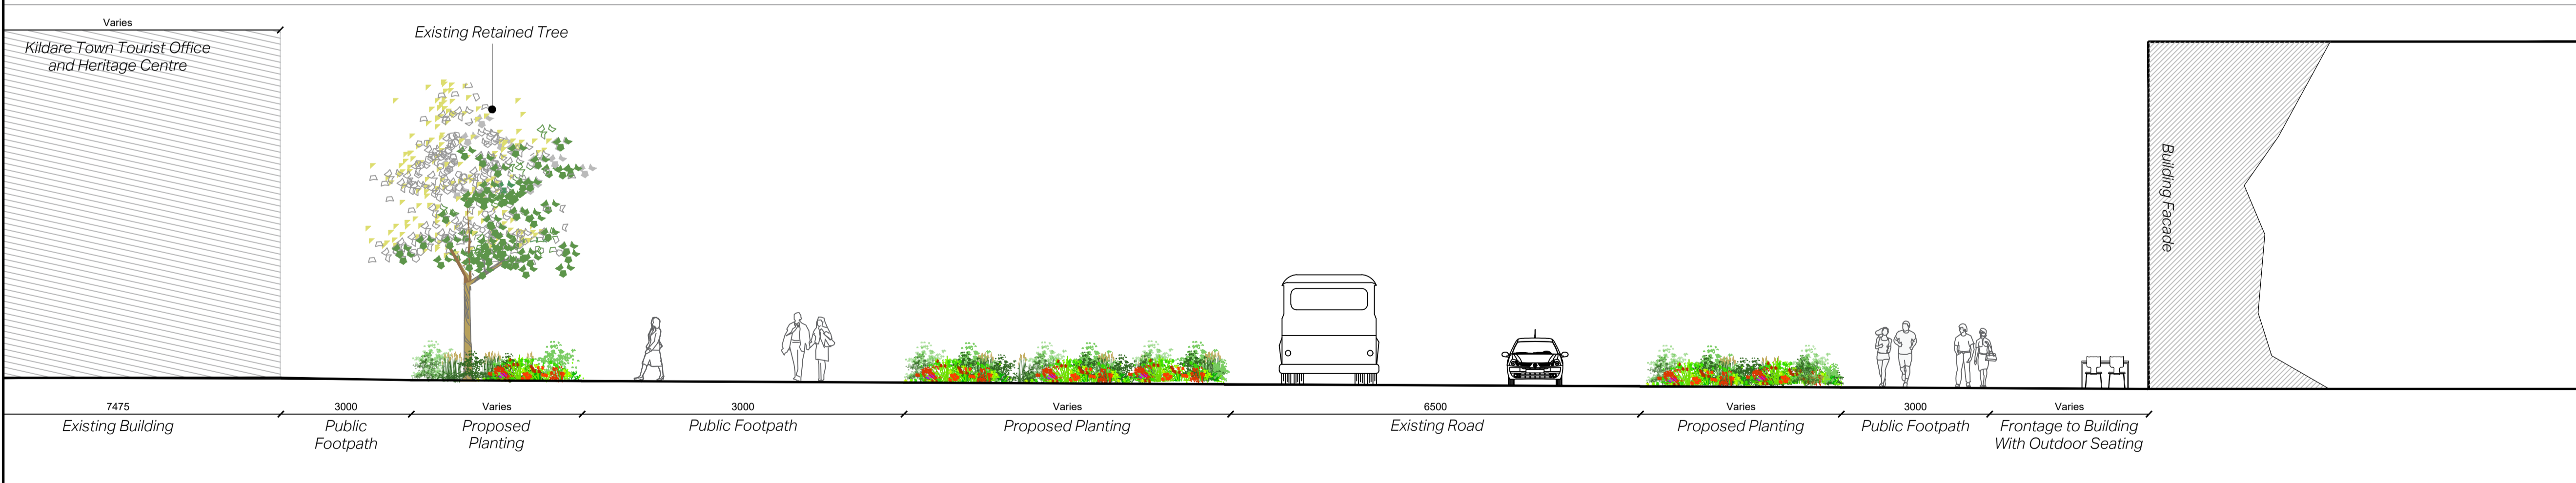 Varies
Kildare Town Tourist Office
and Heritage Centre
Existing Retained Tree
Building Facade
7475
Existing Building
3000
Public
Footpath
Varies
Proposed
Planting
3000
Public Footpath
Varies
Proposed Planting
6500
Existing Road
Varies
Proposed Planting
3000
Public Footpath
Varies
Frontage to Building
With Outdoor Seating